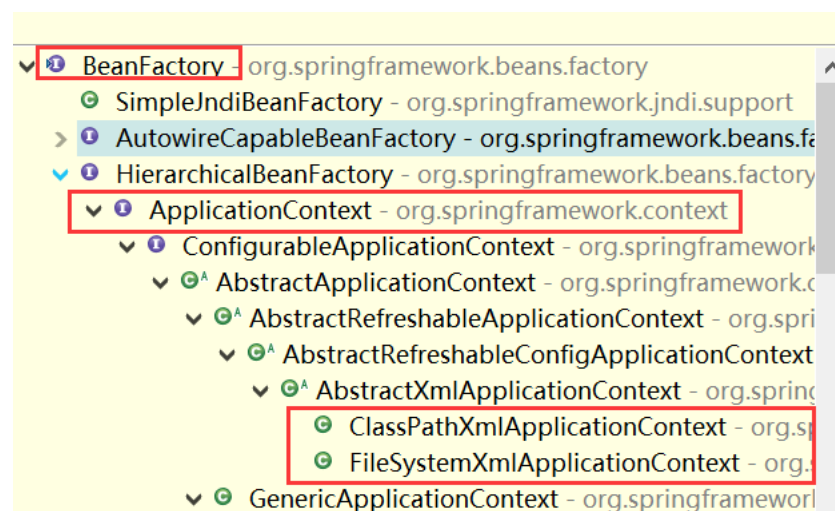 BeanFactory - org.springframework.beans.factory
SimpleJndiBeanFactory - org.springframework.jndi.support
AutowireCapableBeanFactory - org.springframework.beans.fa
HierarchicalBeanFactory - org.springframework.beans.factory
ApplicationContext - org.springframework.context
ConfigurableApplicationContext - org.springframework
AbstractApplicationContext - org.springframework.c
AbstractRefreshableApplicationContext - org.spri
AbstractRefreshableConfigApplicationContext
AbstractXmlApplicationContext - org.spring
ClassPathXmlApplicationContext - org.sp
FileSystemXmlApplicationContext - org.
GenericApplicationContext - org.springframewor